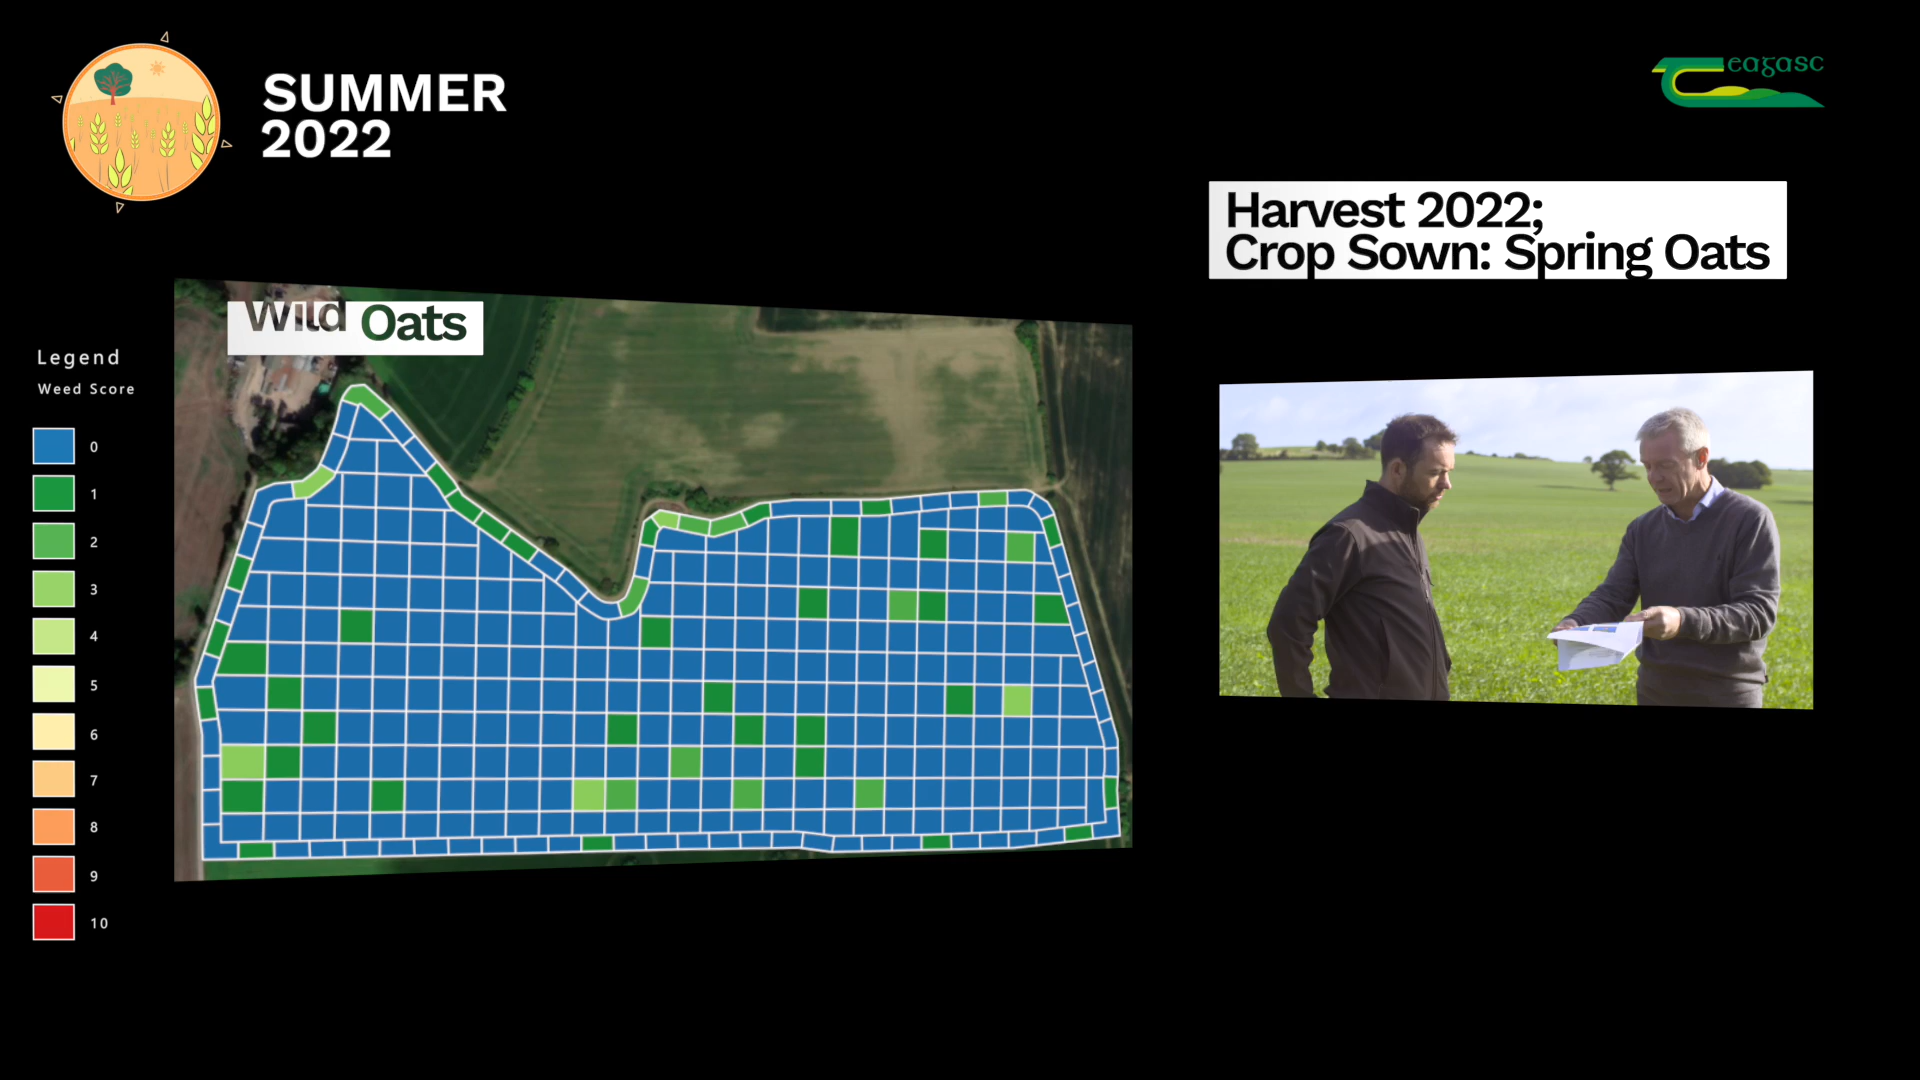 SUMMER
2022
eagasc
Harvest 2022;
Crop Sown: Spring Oats
Wild Oats
Legend
Weed Score
0
1
2
3
4
5
6
7
8
9
10